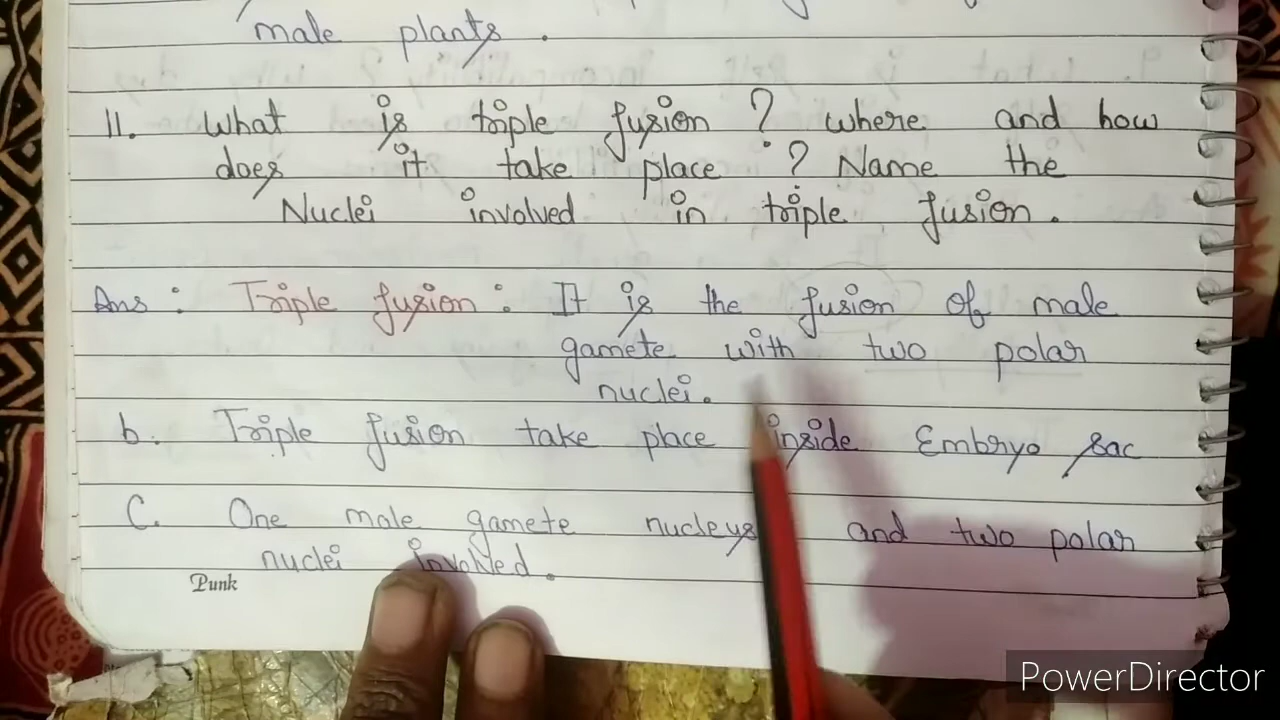 male plants.
11. What is triple fusion? where and how
does it take place? Name the
Nuclei involved in triple fusion.
Ans: Triple fusion: It is the fusion of male
gamete with two polar
nuclei.
b. Triple fusion take place inside Embryo sac
C. One male gamete nucleus and two polar
nuclei involved.
Punk
PowerDirector